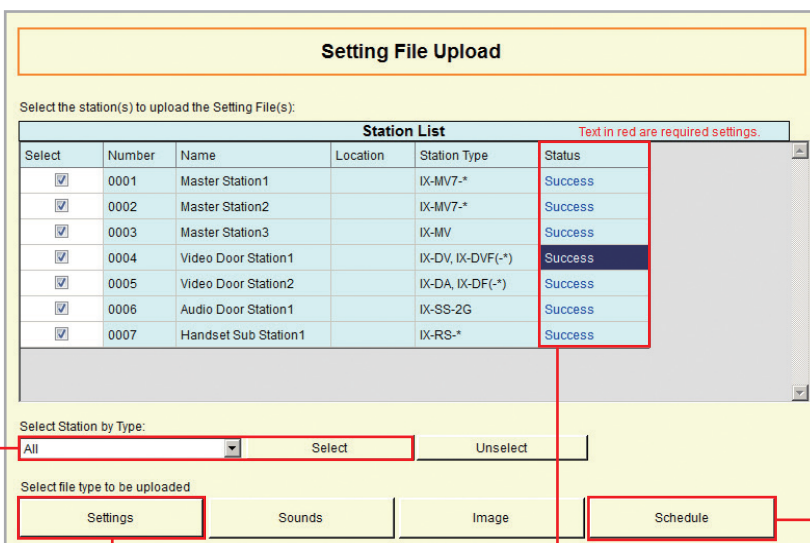 Setting File Upload
Select the station(s) to upload the Setting File(s):
Station List Text in red are required settings.
Select Number Name Location Station Type Status
0001 Master Station1 IX-MV7-* Success
0002 Master Station2 IX-MV7-* Success
0003 Master Station3 IX-MV Success
0004 Video Door Station1 IX-DV, IX-DVF(-*) Success
0005 Video Door Station2 IX-DA, IX-DF(-*) Success
0006 Audio Door Station1 IX-SS-2G Success
0007 Handset Sub Station1 IX-RS-* Success
Select Station by Type:
All Select Unselect
Select file type to be uploaded
Settings Sounds Image Schedule